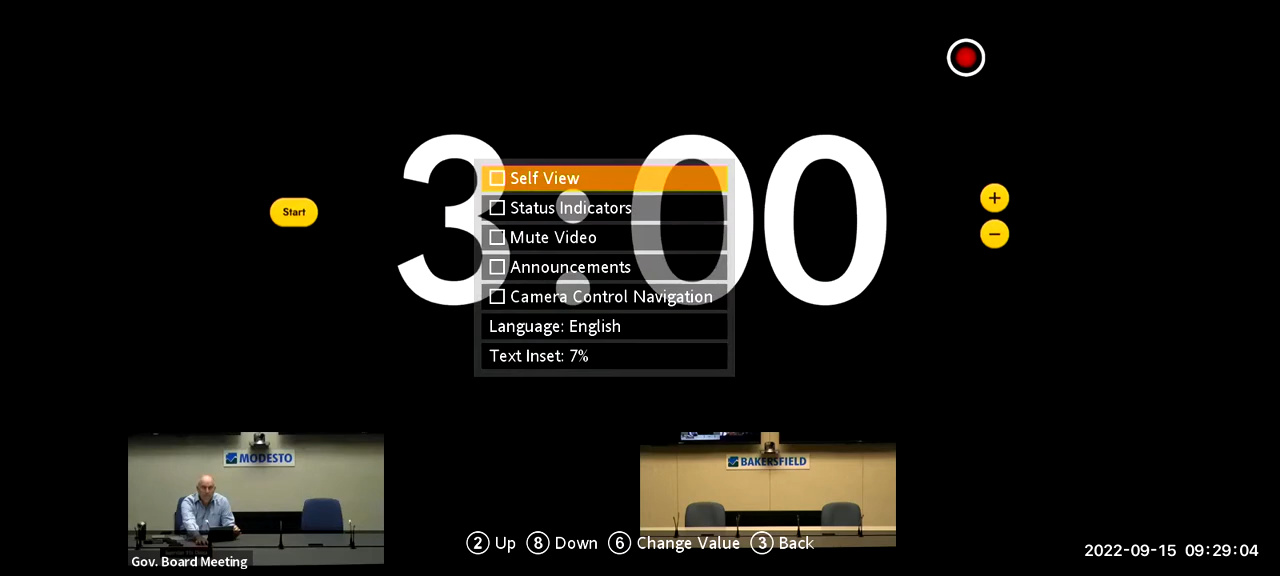 3:00
Start
+
−
Self View
Status Indicators
Mute Video
Announcements
Camera Control Navigation
Language: English
Text Inset: 7%
MODESTO
BAKERSFIELD
2 Up 8 Down 6 Change Value 3 Back
Gov. Board Meeting
2022-09-15 09:29:04